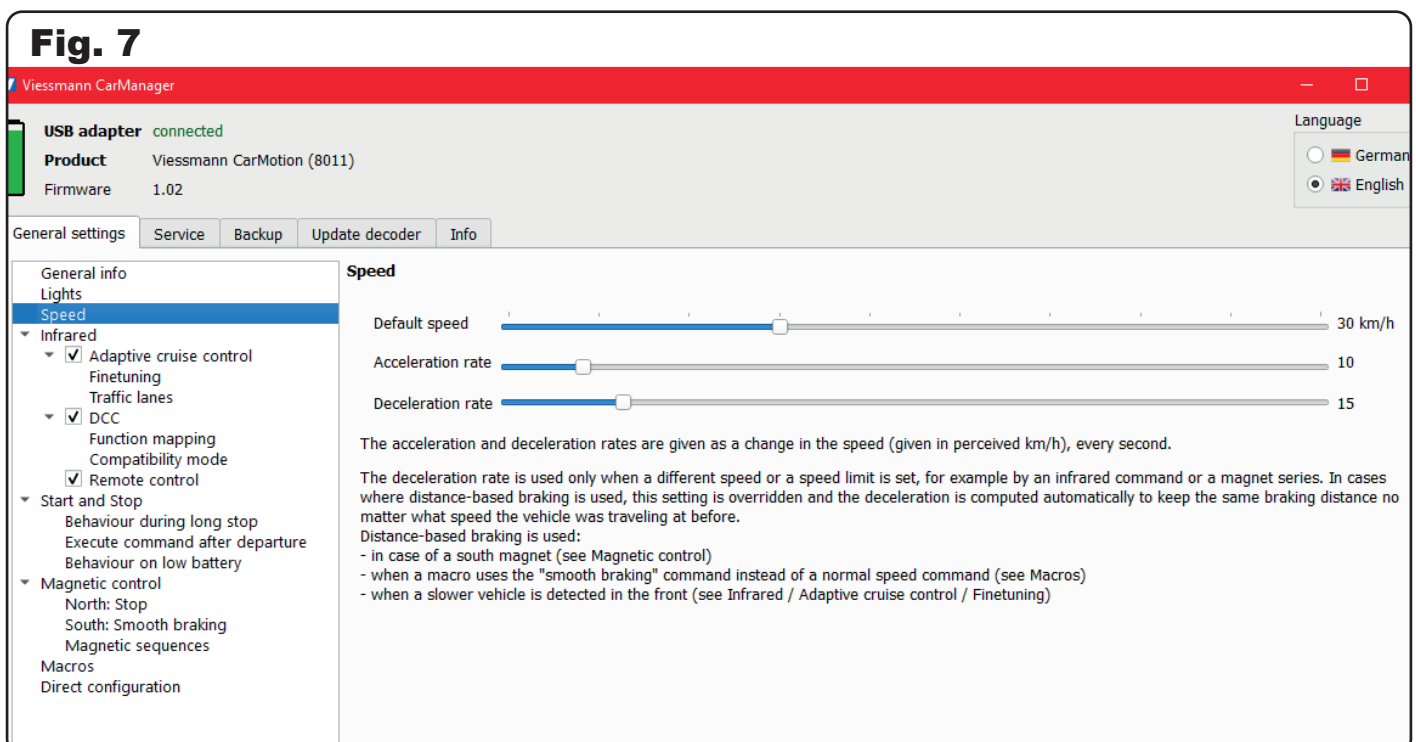 Fig. 7
Viessmann CarManager
USB adapter connected
Product Viessmann CarMotion (8011)
Firmware 1.02
Language
German
English
General settings Service Backup Update decoder Info
General info
Lights
Speed
Infrared
Adaptive cruise control
Finetuning
Traffic lanes
DCC
Function mapping
Compatibility mode
Remote control
Start and Stop
Behaviour during long stop
Execute command after departure
Behaviour on low battery
Magnetic control
North: Stop
South: Smooth braking
Magnetic sequences
Macros
Direct configuration
Speed
Default speed 30 km/h
Acceleration rate 10
Deceleration rate 15
The acceleration and deceleration rates are given as a change in the speed (given in perceived km/h), every second.
The deceleration rate is used only when a different speed or a speed limit is set, for example by an infrared command or a magnet series. In cases
where distance-based braking is used, this setting is overridden and the deceleration is computed automatically to keep the same braking distance no
matter what speed the vehicle was traveling at before.
Distance-based braking is used:
- in case of a south magnet (see Magnetic control)
- when a macro uses the "smooth braking" command instead of a normal speed command (see Macros)
- when a slower vehicle is detected in the front (see Infrared / Adaptive cruise control / Finetuning)